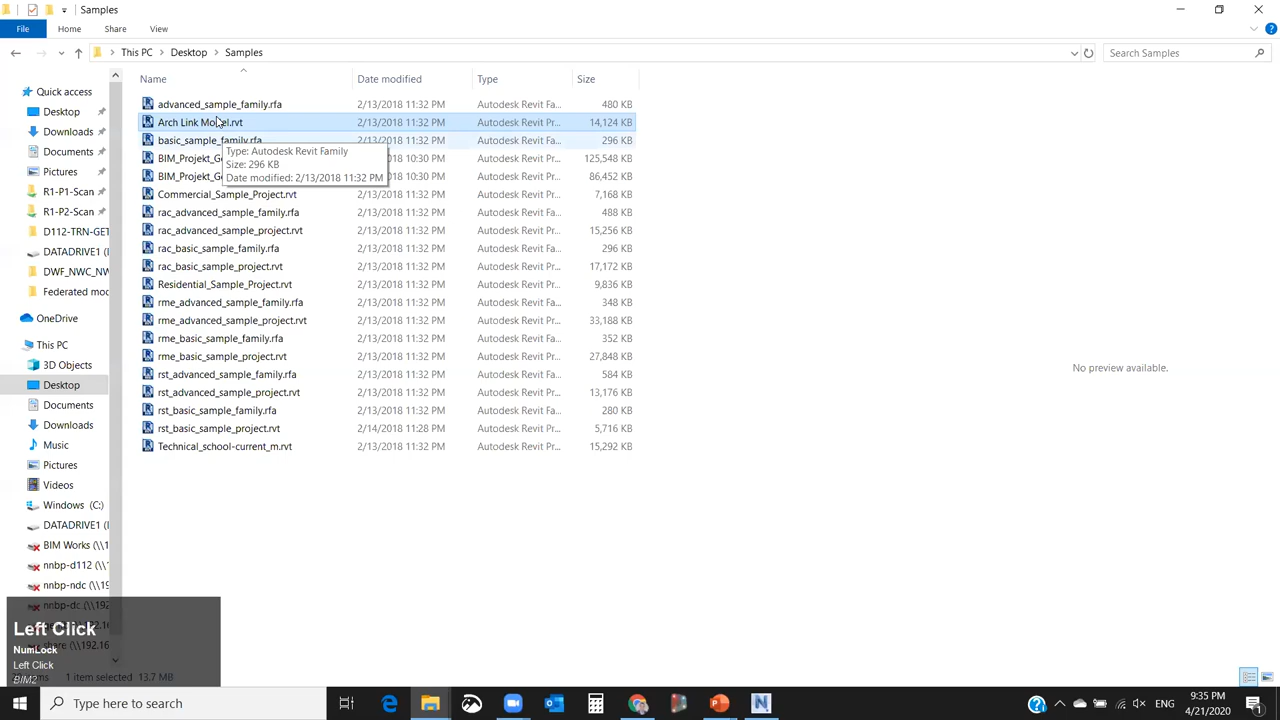 Samples
File Home Share View
This PC Desktop Samples
Search Samples
Name Date modified Type Size
Quick access
Desktop
Downloads
Documents
Pictures
R1-P1-Scan
R1-P2-Scan
D112-TRN-GET
DATADRIVE1 (
DWF_NWC_NW
Federated mo
OneDrive
This PC
3D Objects
Desktop
Documents
Downloads
Music
Pictures
Videos
Windows (C:)
DATADRIVE1 (
BIM Works (\\1
nnbp-d112 (\\1
nnbp-ndc (\\19
nnbp-dc (\\192
share (\\192.16
advanced_sample_family.rfa 2/13/2018 11:32 PM Autodesk Revit Fa... 480 KB
Arch Link Model.rvt 2/13/2018 11:32 PM Autodesk Revit Pr... 14,124 KB
basic_sample_family.rfa 2/13/2018 11:32 PM Autodesk Revit Fa... 296 KB
BIM_Projekt_G 2/13/2018 10:30 PM Autodesk Revit Pr... 125,548 KB
BIM_Projekt_G 2/13/2018 10:30 PM Autodesk Revit Pr... 86,452 KB
Commercial_Sample_Project.rvt 2/13/2018 11:32 PM Autodesk Revit Pr... 7,168 KB
rac_advanced_sample_family.rfa 2/13/2018 11:32 PM Autodesk Revit Fa... 488 KB
rac_advanced_sample_project.rvt 2/13/2018 11:32 PM Autodesk Revit Pr... 15,256 KB
rac_basic_sample_family.rfa 2/13/2018 11:32 PM Autodesk Revit Fa... 296 KB
rac_basic_sample_project.rvt 2/13/2018 11:32 PM Autodesk Revit Pr... 17,172 KB
Residential_Sample_Project.rvt 2/13/2018 11:32 PM Autodesk Revit Pr... 9,836 KB
rme_advanced_sample_family.rfa 2/13/2018 11:32 PM Autodesk Revit Fa... 348 KB
rme_advanced_sample_project.rvt 2/13/2018 11:32 PM Autodesk Revit Pr... 33,188 KB
rme_basic_sample_family.rfa 2/13/2018 11:32 PM Autodesk Revit Fa... 352 KB
rme_basic_sample_project.rvt 2/13/2018 11:32 PM Autodesk Revit Pr... 27,848 KB
rst_advanced_sample_family.rfa 2/13/2018 11:32 PM Autodesk Revit Fa... 584 KB
rst_advanced_sample_project.rvt 2/13/2018 11:32 PM Autodesk Revit Pr... 13,176 KB
rst_basic_sample_family.rfa 2/13/2018 11:32 PM Autodesk Revit Fa... 280 KB
rst_basic_sample_project.rvt 2/14/2018 11:28 PM Autodesk Revit Pr... 5,716 KB
Technical_school-current_m.rvt 2/13/2018 11:32 PM Autodesk Revit Pr... 15,292 KB
Type: Autodesk Revit Family
Size: 296 KB
Date modified: 2/13/2018 11:32 PM
No preview available.
Left Click
NumLock
Left Click
BIM2
1 item selected 13.7 MB
Type here to search
ENG
9:35 PM
4/21/2020